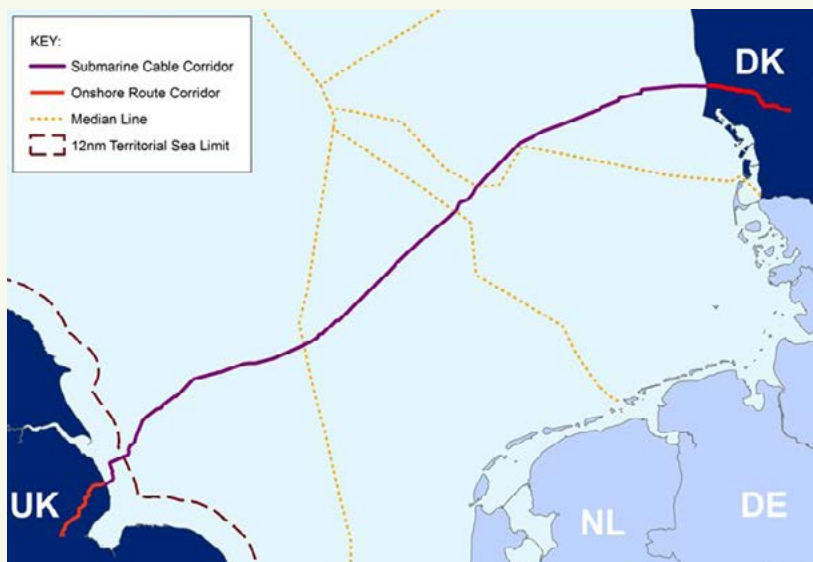 KEY:
Submarine Cable Corridor
Onshore Route Corridor
Median Line
12nm Territorial Sea Limit
DK
UK
NL
DE